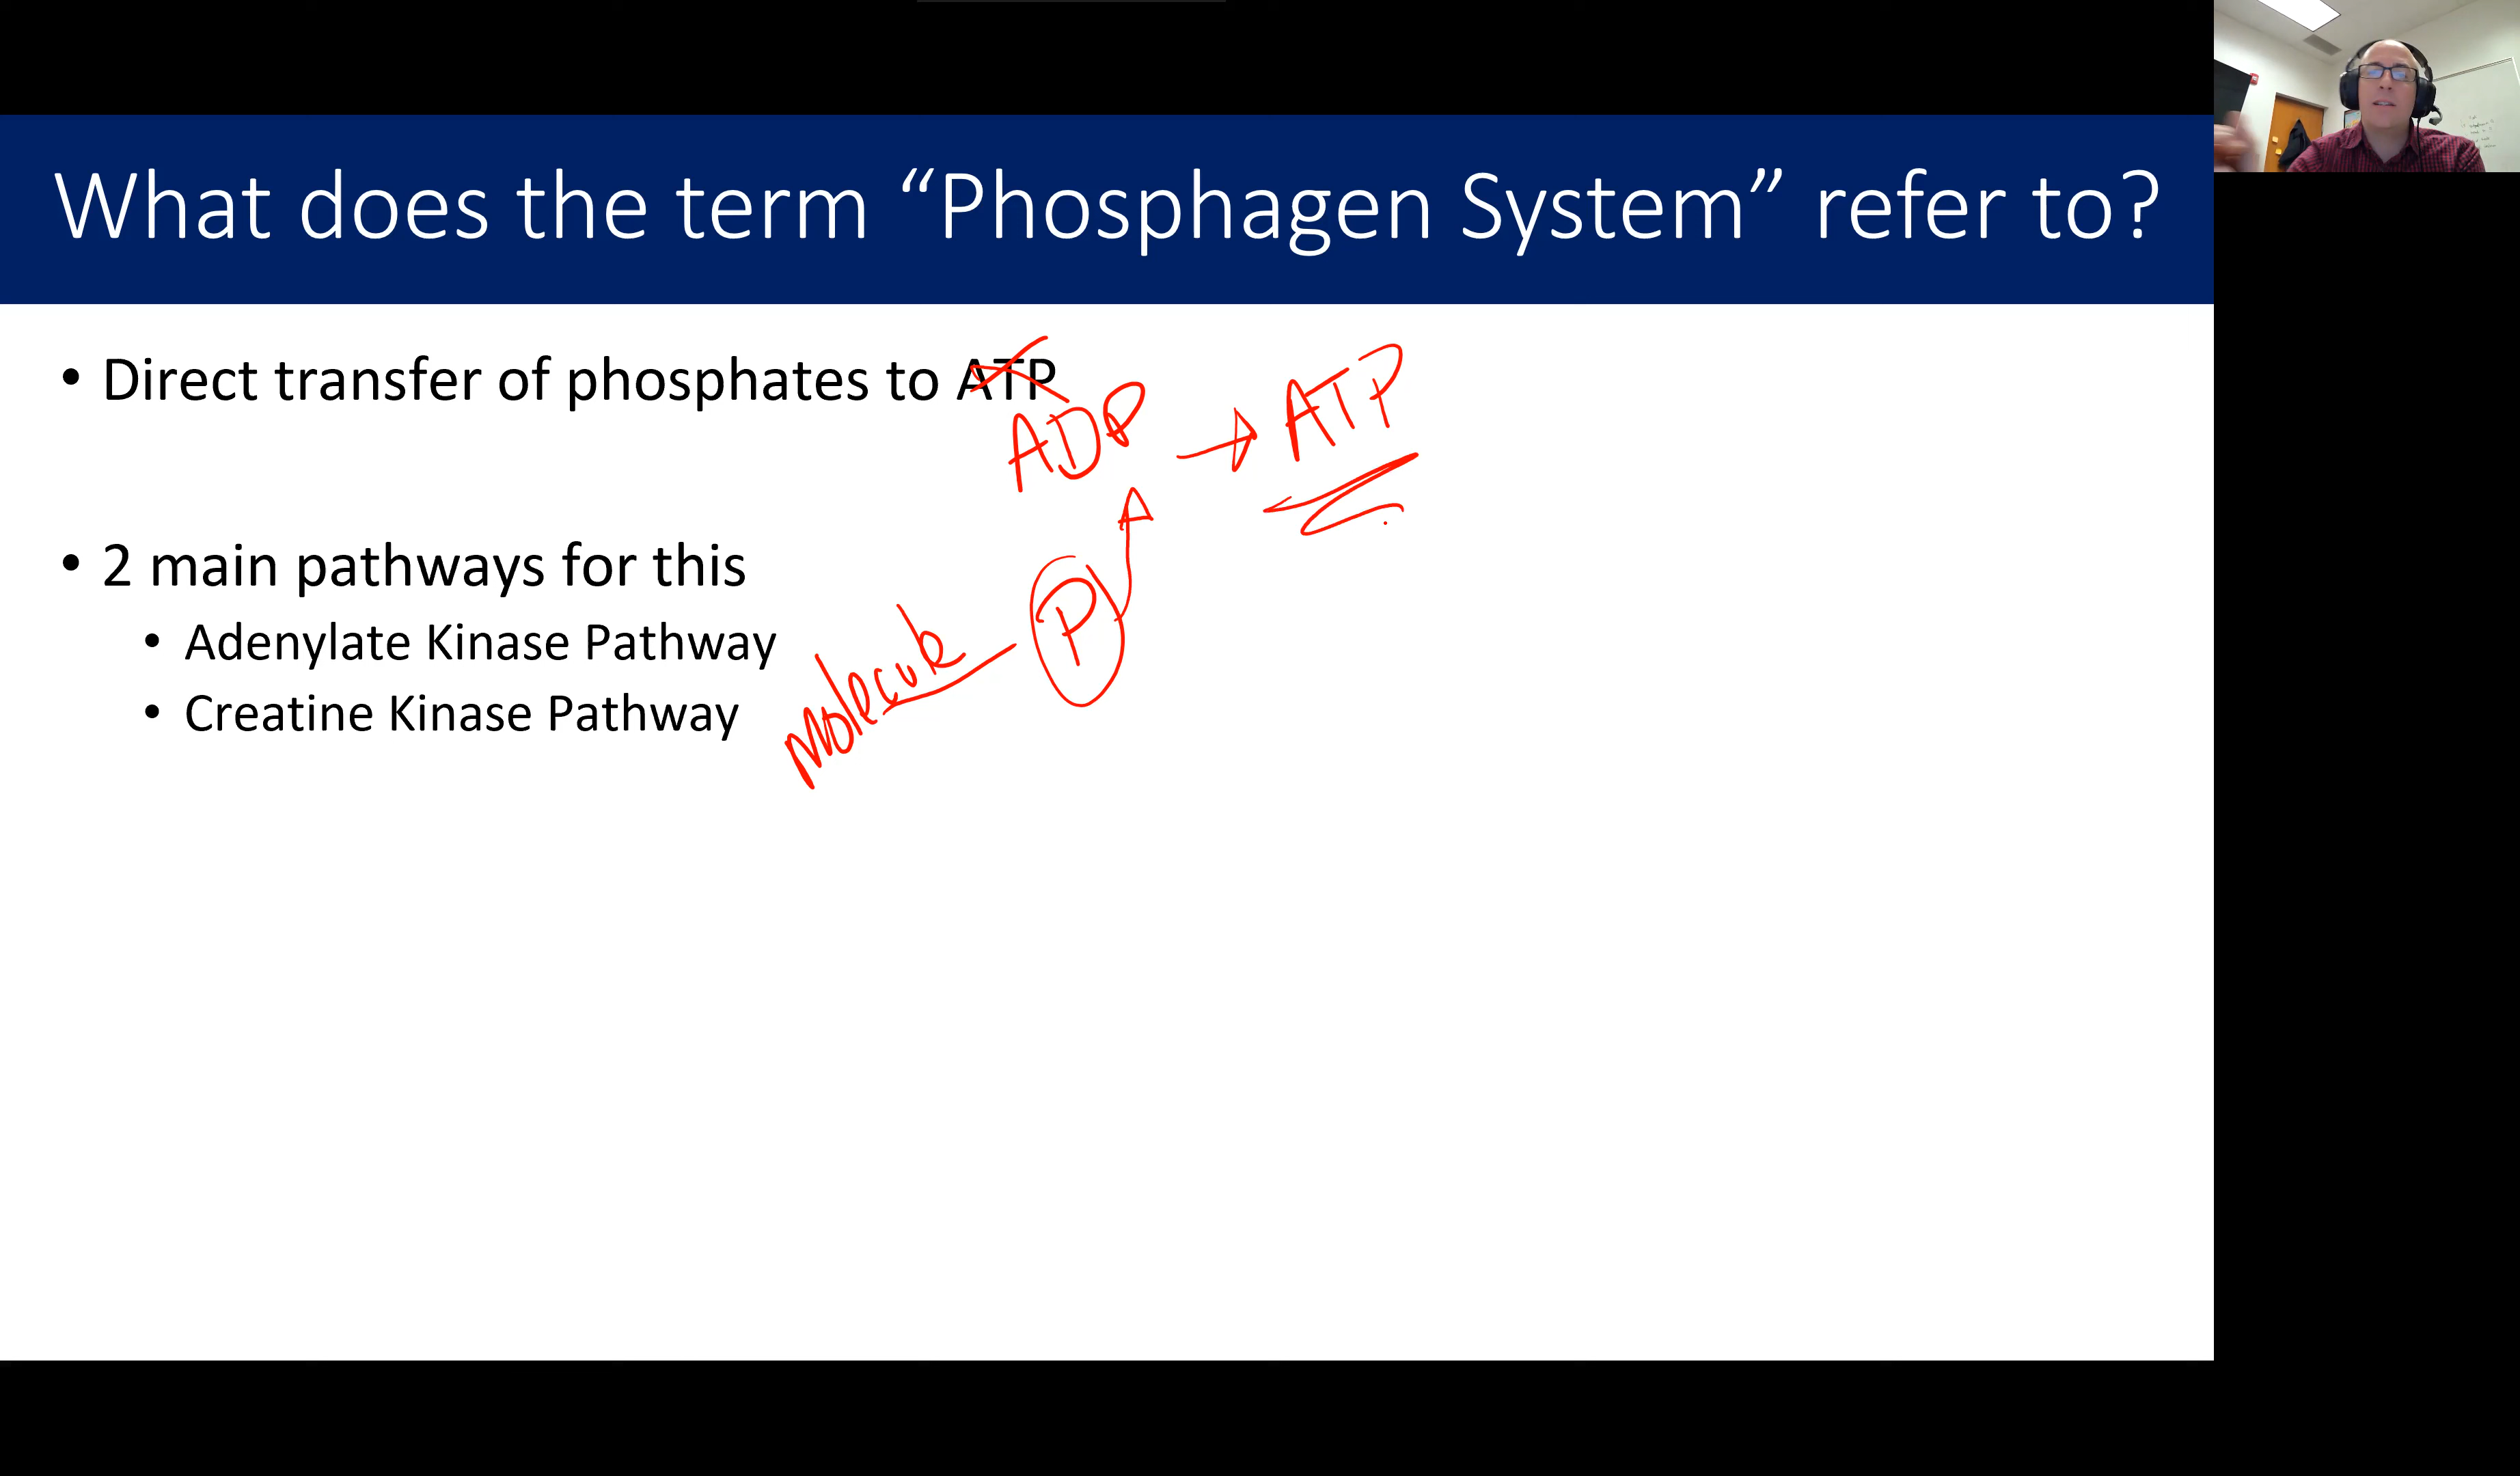 What does the term “Phosphagen System” refer to?
• Direct transfer of phosphates to ATP
ADP → ATP
• 2 main pathways for this
P
• Adenylate Kinase Pathway
Molecule
• Creatine Kinase Pathway